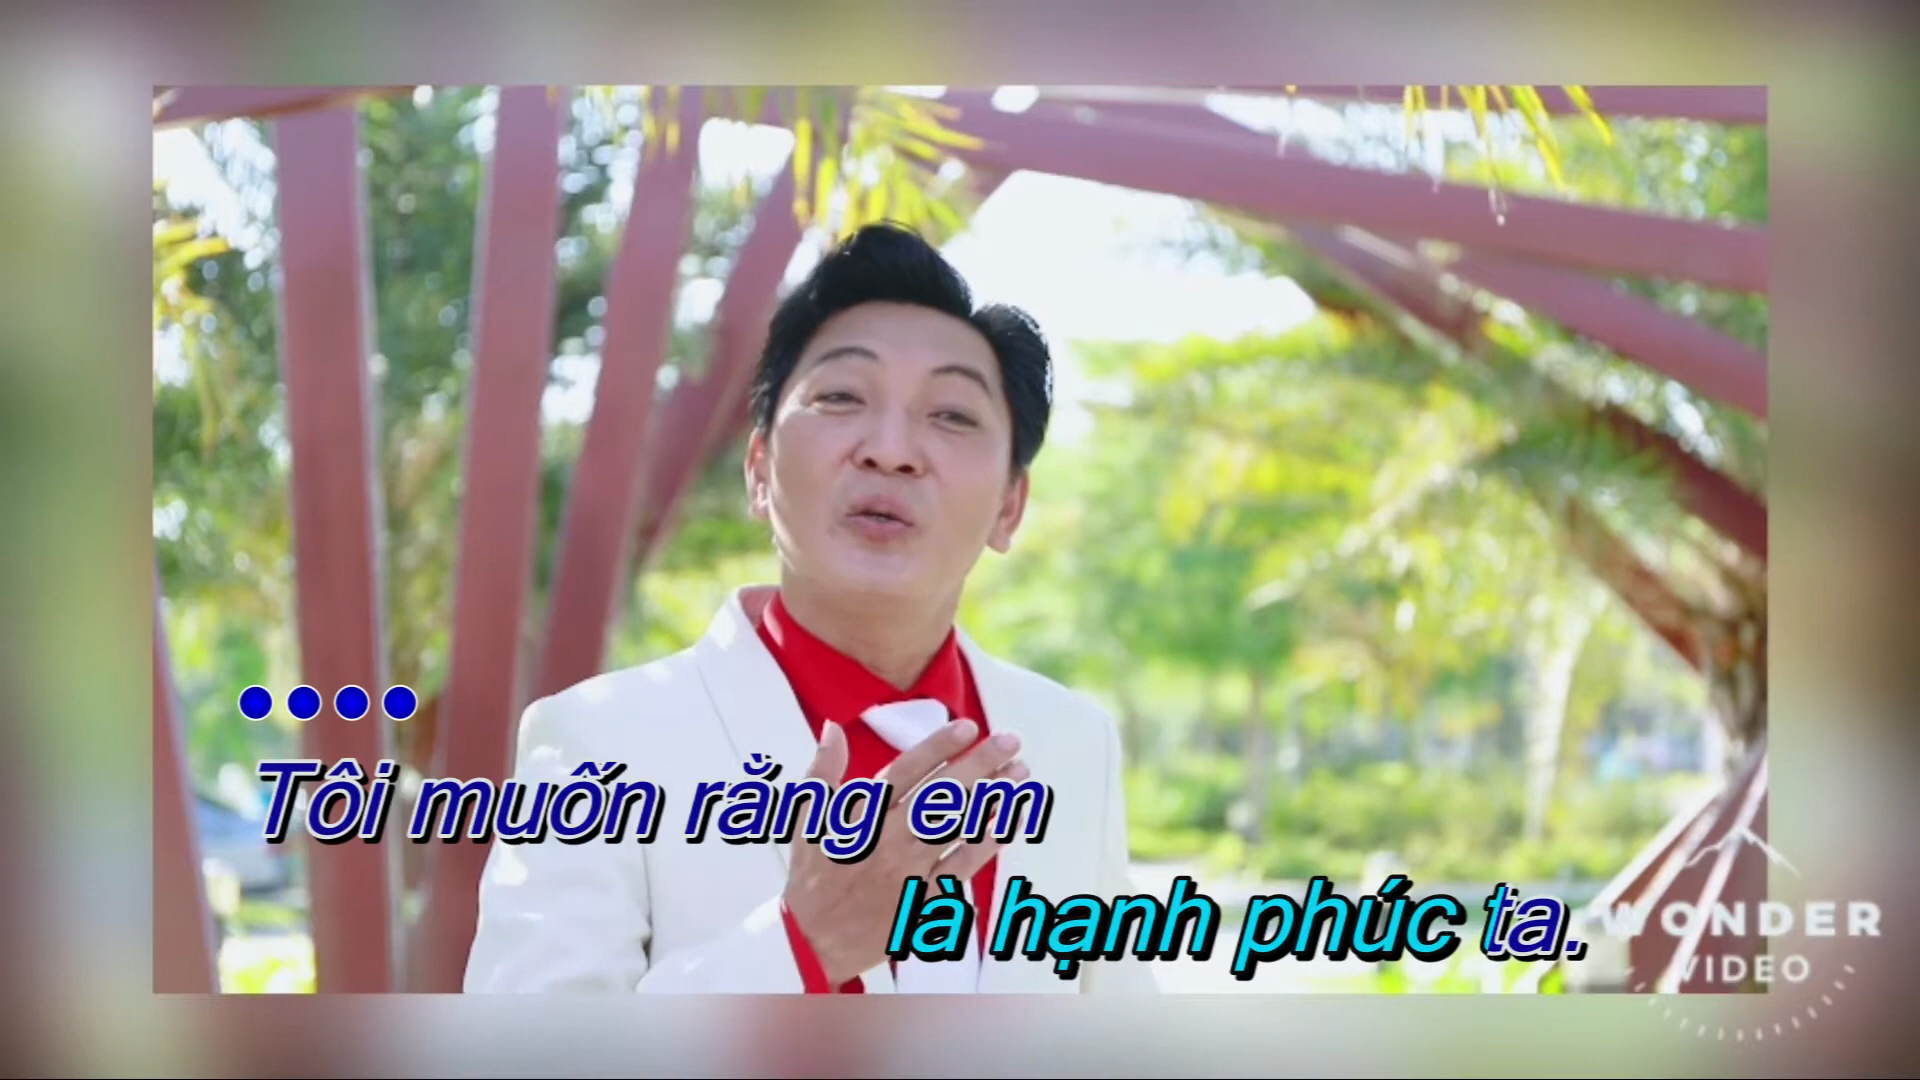 Tôi muốn rằng em
là hạnh phúc ta.
WONDER
VIDEO